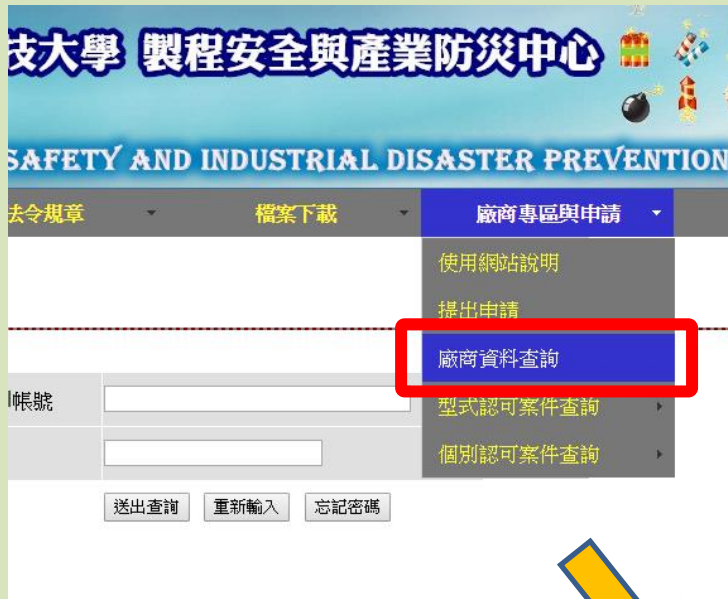 技大學 製程安全與產業防災中心
SAFETY AND INDUSTRIAL DISASTER PREVENTION
法令規章 檔案下載 廠商專區與申請
使用網站說明
提出申請
廠商資料查詢
帳號
型式認可案件查詢
個別認可案件查詢
送出查詢 重新輸入 忘記密碼